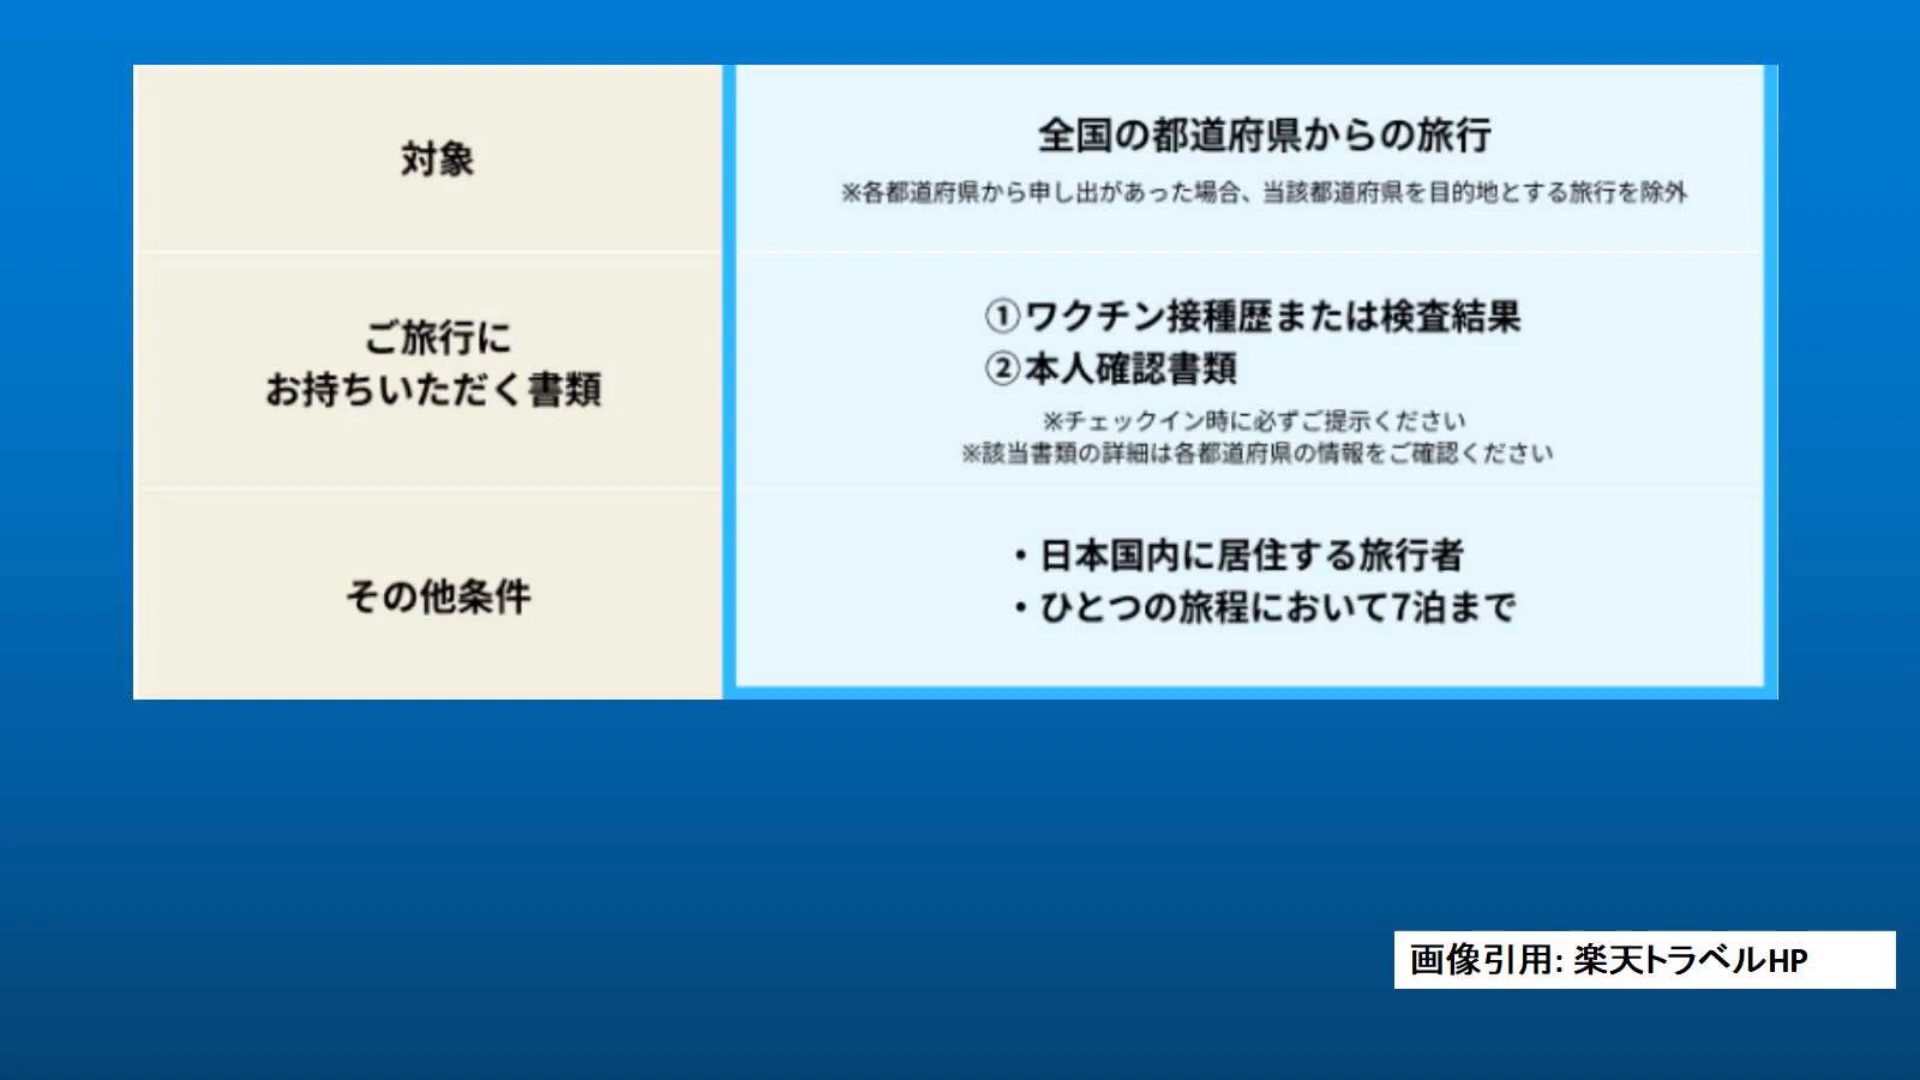 対象
全国の都道府県からの旅行
※各都道府県から申し出があった場合、当該都道府県を目的地とする旅行を除外
ご旅行に
お持ちいただく書類
①ワクチン接種歴または検査結果
②本人確認書類
※チェックイン時に必ずご提示ください
※該当書類の詳細は各都道府県の情報をご確認ください
その他条件
・日本国内に居住する旅行者
・ひとつの旅程において7泊まで
画像引用: 楽天トラベルHP